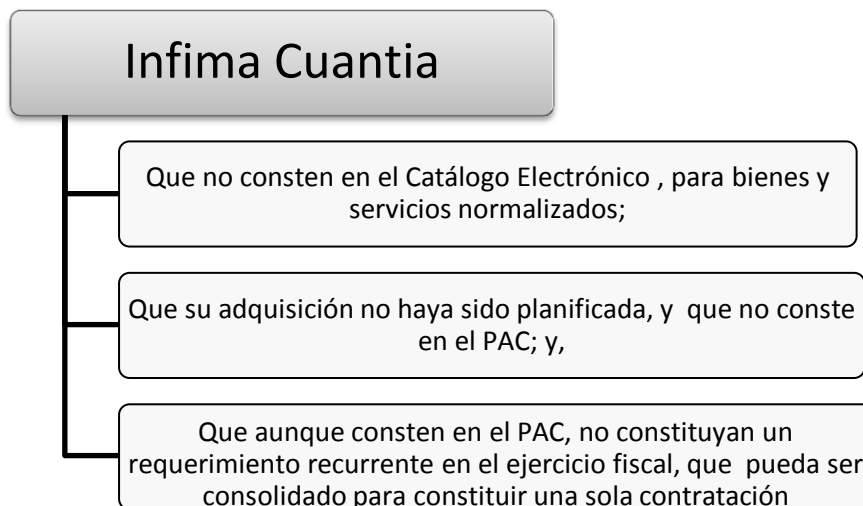 Infima Cuantia
Que no consten en el Catálogo Electrónico , para bienes y
servicios normalizados;
Que su adquisición no haya sido planificada, y  que no conste
en el PAC; y,
Que aunque consten en el PAC, no constituyan un
requerimiento recurrente en el ejercicio fiscal, que  pueda ser
consolidado para constituir una sola contratación